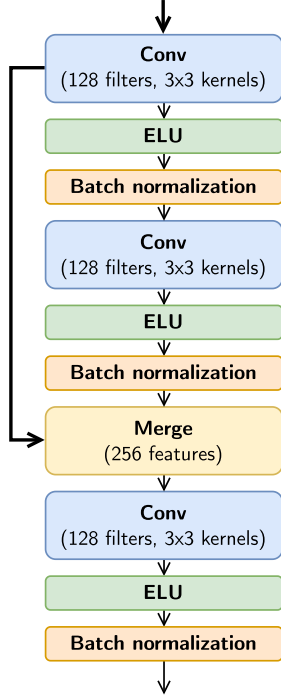 Conv
(128 filters, 3x3 kernels)
ELU
Batch normalization
Conv
(128 filters, 3x3 kernels)
ELU
Batch normalization
Merge
(256 features)
Conv
(128 filters, 3x3 kernels)
ELU
Batch normalization